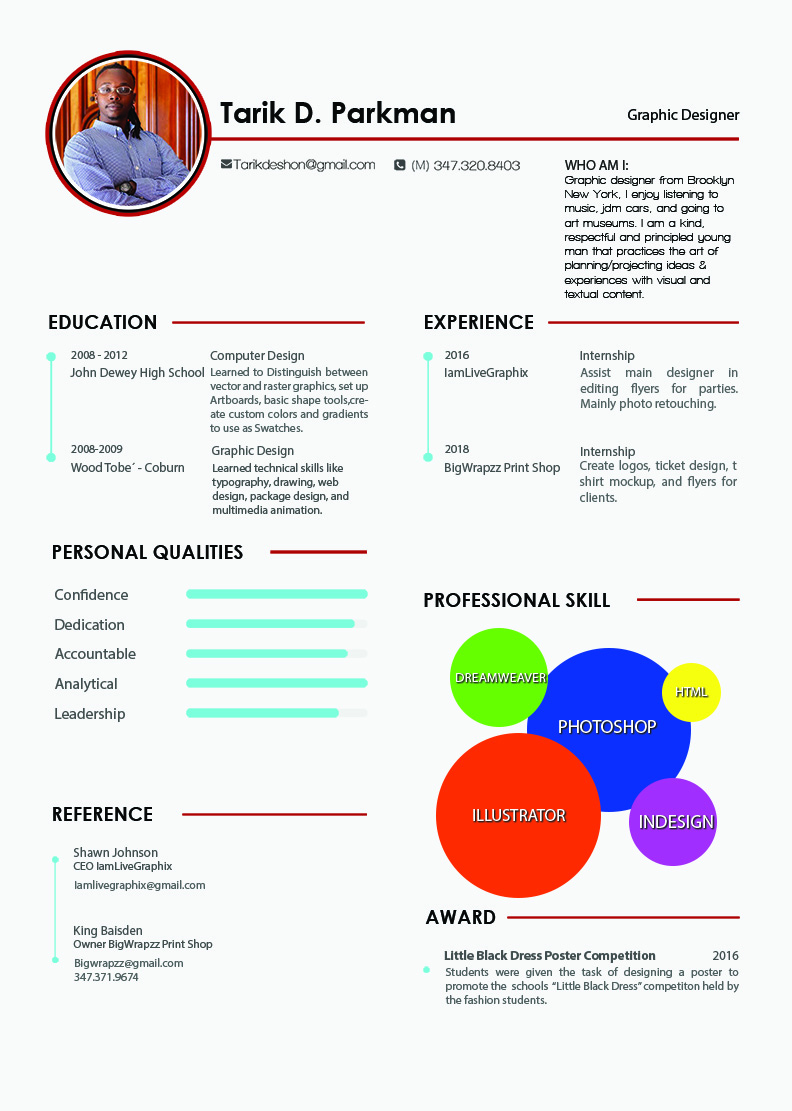 Tarik D. Parkman
Graphic Designer
Tarikdeshon@gmail.com
(M) 347.320.8403
WHO AM I:
Graphic designer from Brooklyn
New York, I enjoy listening to
music, jdm cars, and going to
art museums. I am a kind,
respectful and principled young
man that practices the art of
planning/projecting ideas &
experiences with visual and
textual content.
EDUCATION
2008 - 2012
John Dewey High School
Computer Design
Learned to Distinguish between
vector and raster graphics, set up
Artboards, basic shape tools,cre-
ate custom colors and gradients
to use as Swatches.
2008-2009
Wood Tobe´ - Coburn
Graphic Design
Learned technical skills like
typography, drawing, web
design, package design, and
multimedia animation.
EXPERIENCE
2016
IamLiveGraphix
Internship
Assist main designer in
editing flyers for parties.
Mainly photo retouching.
2018
BigWrapzz Print Shop
Internship
Create logos, ticket design, t
shirt mockup, and flyers for
clients.
PERSONAL QUALITIES
Confidence
Dedication
Accountable
Analytical
Leadership
PROFESSIONAL SKILL
DREAMWEAVER
HTML
PHOTOSHOP
ILLUSTRATOR
INDESIGN
REFERENCE
Shawn Johnson
CEO IamLiveGraphix
Iamlivegraphix@gmail.com
King Baisden
Owner BigWrapzz Print Shop
Bigwrapzz@gmail.com
347.371.9674
AWARD
Little Black Dress Poster Competition
2016
Students were given the task of designing a poster to
promote the schools “Little Black Dress” competiton held by
the fashion students.